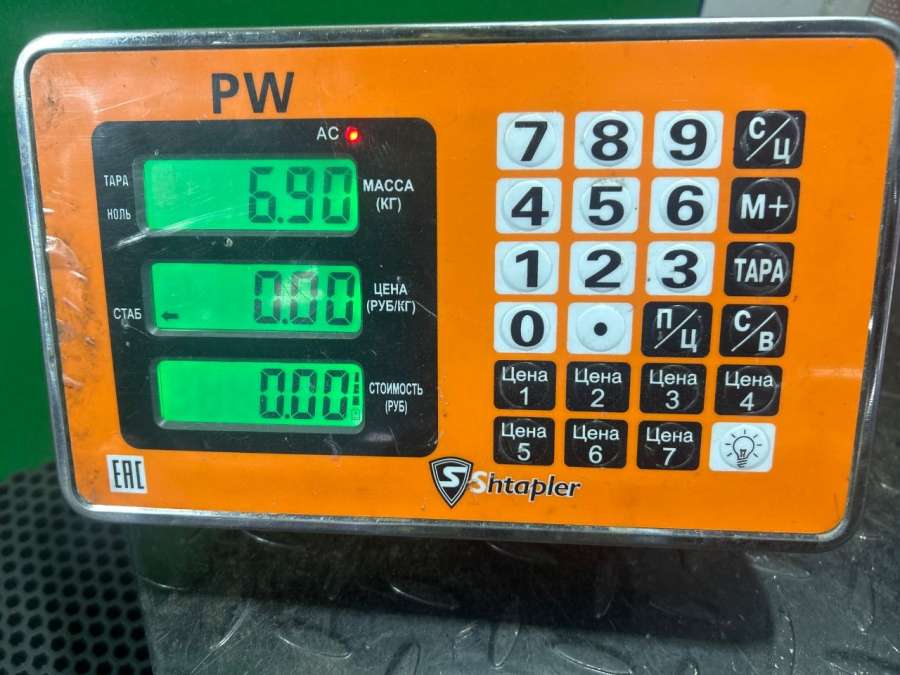 PW
AC
ТАРА
НОЛЬ
6.90
МАССА
(КГ)
СТАБ
0.00
ЦЕНА
(РУБ/КГ)
0.00
СТОИМОСТЬ
(РУБ)
7 8 9 С/Ц
4 5 6 М+
1 2 3 ТАРА
0 • П/Ц С/В
Цена 1
Цена 2
Цена 3
Цена 4
Цена 5
Цена 6
Цена 7
EAC
S Shtapler